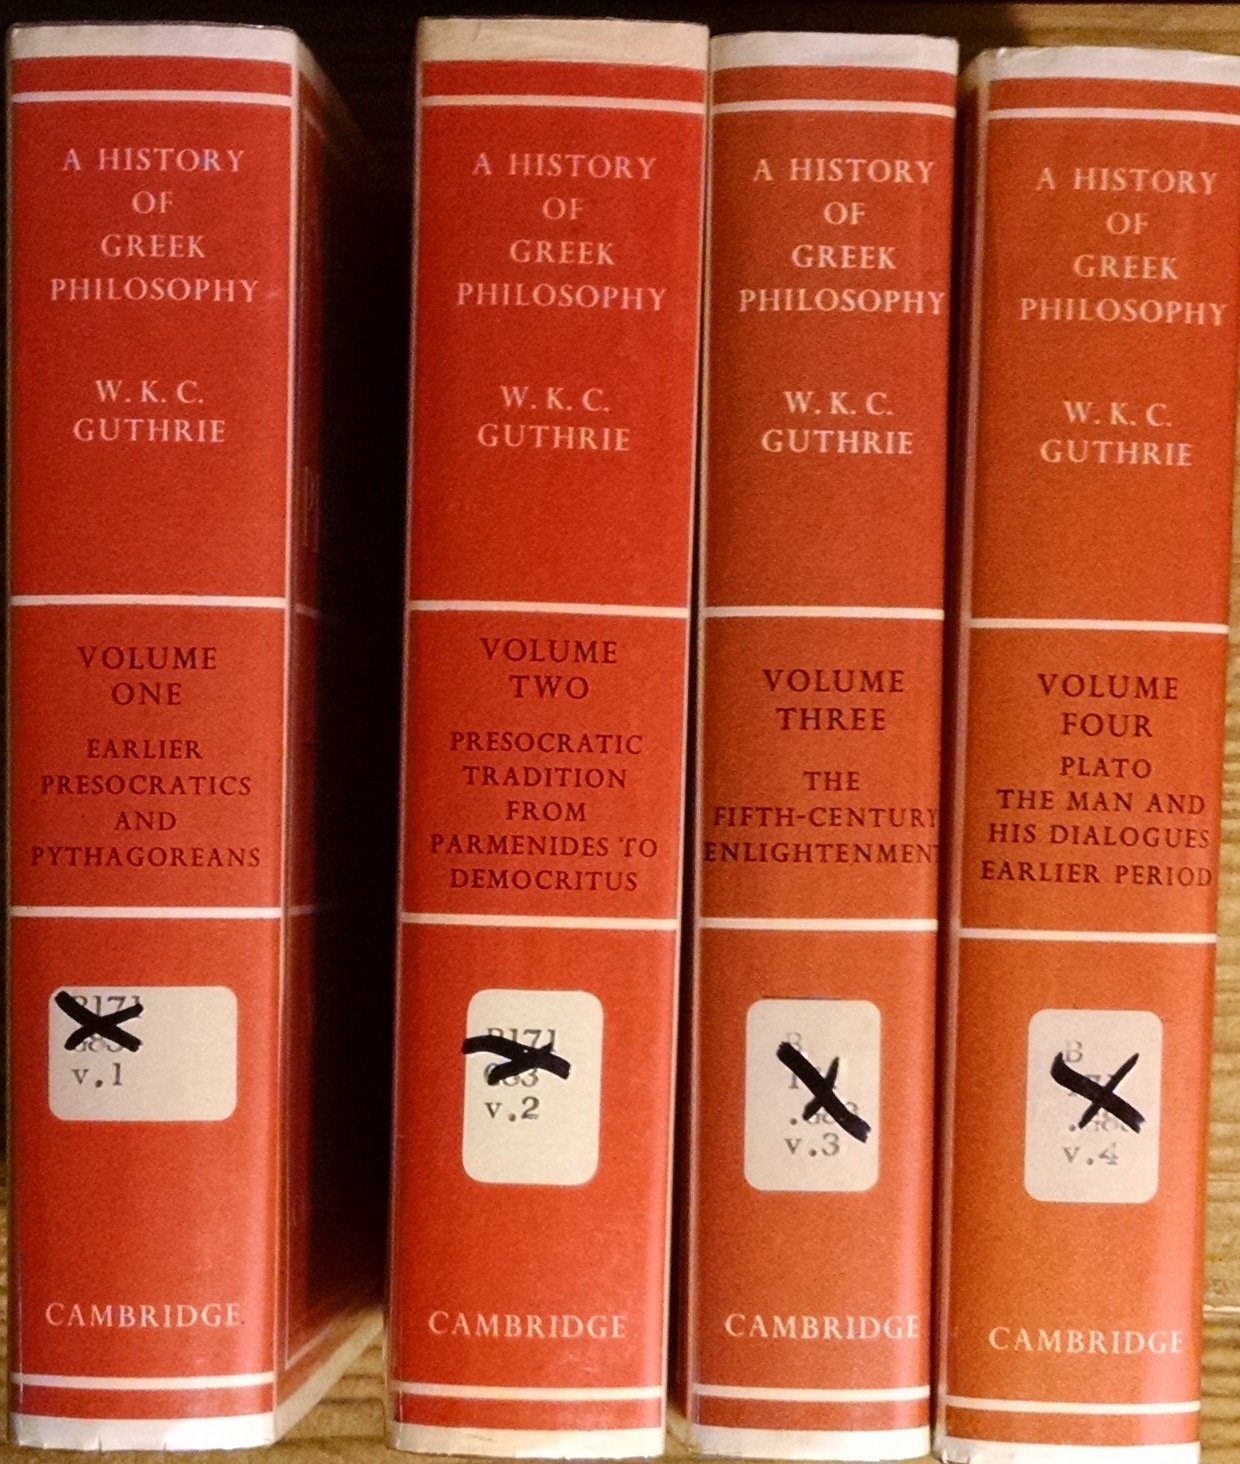 A HISTORY
OF
GREEK
PHILOSOPHY
W. K. C.
GUTHRIE
VOLUME
ONE
EARLIER
PRESOCRATICS
AND
PYTHAGOREANS
v.1
CAMBRIDGE
A HISTORY
OF
GREEK
PHILOSOPHY
W. K. C.
GUTHRIE
VOLUME
TWO
PRESOCRATIC
TRADITION
FROM
PARMENIDES TO
DEMOCRITUS
B171
v.2
CAMBRIDGE
A HISTORY
OF
GREEK
PHILOSOPHY
W. K. C.
GUTHRIE
VOLUME
THREE
THE
FIFTH-CENTURY
ENLIGHTENMENT
B
v.3
CAMBRIDGE
A HISTORY
OF
GREEK
PHILOSOPHY
W. K. C.
GUTHRIE
VOLUME
FOUR
PLATO
THE MAN AND
HIS DIALOGUES
EARLIER PERIOD
B
v.4
CAMBRIDGE